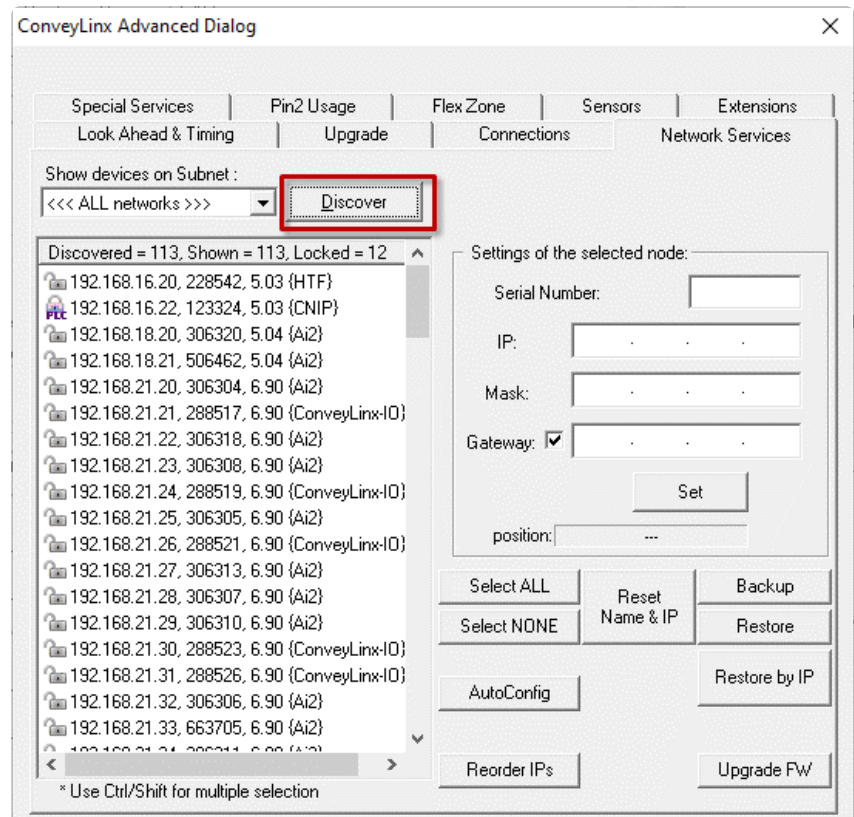 ConveyLinx Advanced Dialog
Special Services
Pin2 Usage
Flex Zone
Sensors
Extensions
Look Ahead & Timing
Upgrade
Connections
Network Services
Show devices on Subnet :
<<< ALL networks >>>
Discover
Discovered = 113, Shown = 113, Locked = 12
192.168.16.20, 228542, 5.03 {HTF}
PLC 192.168.16.22, 123324, 5.03 {CNIP}
192.168.18.20, 306320, 5.04 {Ai2}
192.168.18.21, 506462, 5.04 {Ai2}
192.168.21.20, 306304, 6.90 {Ai2}
192.168.21.21, 288517, 6.90 {ConveyLinx-IO}
192.168.21.22, 306318, 6.90 {Ai2}
192.168.21.23, 306308, 6.90 {Ai2}
192.168.21.24, 288519, 6.90 {ConveyLinx-IO}
192.168.21.25, 306305, 6.90 {Ai2}
192.168.21.26, 288521, 6.90 {ConveyLinx-IO}
192.168.21.27, 306313, 6.90 {Ai2}
192.168.21.28, 306307, 6.90 {Ai2}
192.168.21.29, 306310, 6.90 {Ai2}
192.168.21.30, 288523, 6.90 {ConveyLinx-IO}
192.168.21.31, 288526, 6.90 {ConveyLinx-IO}
192.168.21.32, 306306, 6.90 {Ai2}
192.168.21.33, 663705, 6.90 {Ai2}
* Use Ctrl/Shift for multiple selection
Settings of the selected node:
Serial Number:
IP:
Mask:
Gateway:
Set
position:
---
Select ALL
Reset
Name & IP
Backup
Select NONE
Restore
AutoConfig
Restore by IP
Reorder IPs
Upgrade FW